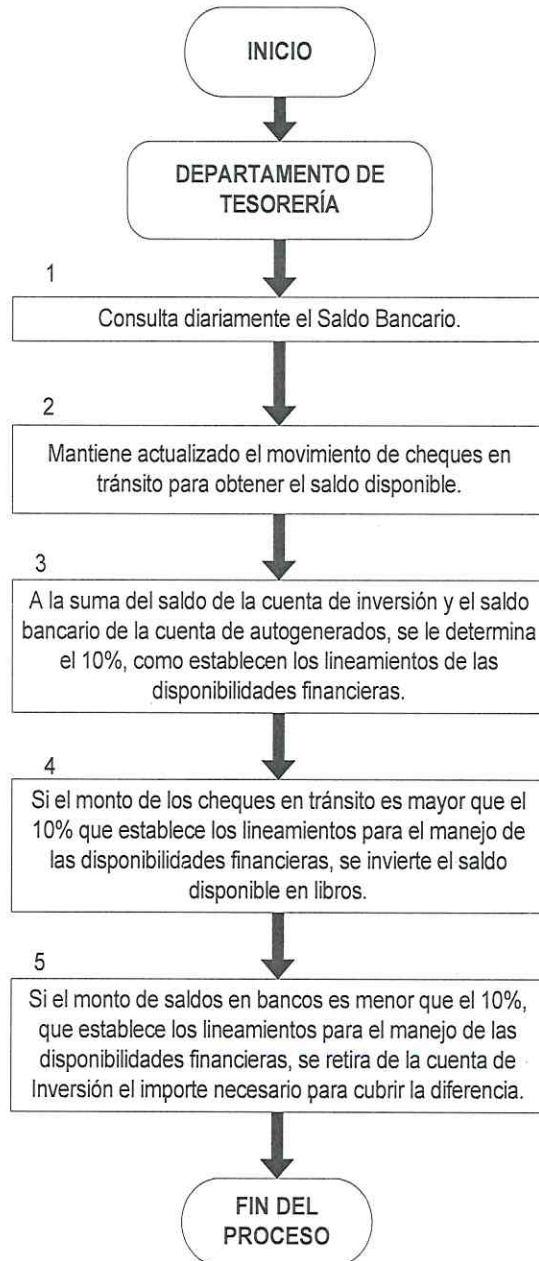 INICIO
DEPARTAMENTO DE
TESORERÍA
1
Consulta diariamente el Saldo Bancario.
2
Mantiene actualizado el movimiento de cheques en
tránsito para obtener el saldo disponible.
3
A la suma del saldo de la cuenta de inversión y el saldo
bancario de la cuenta de autogenerados, se le determina
el 10%, como establecen los lineamientos de las
disponibilidades financieras.
4
Si el monto de los cheques en tránsito es mayor que el
10% que establece los lineamientos para el manejo de
las disponibilidades financieras, se invierte el saldo
disponible en libros.
5
Si el monto de saldos en bancos es menor que el 10%,
que establece los lineamientos para el manejo de las
disponibilidades financieras, se retira de la cuenta de
Inversión el importe necesario para cubrir la diferencia.
FIN DEL
PROCESO